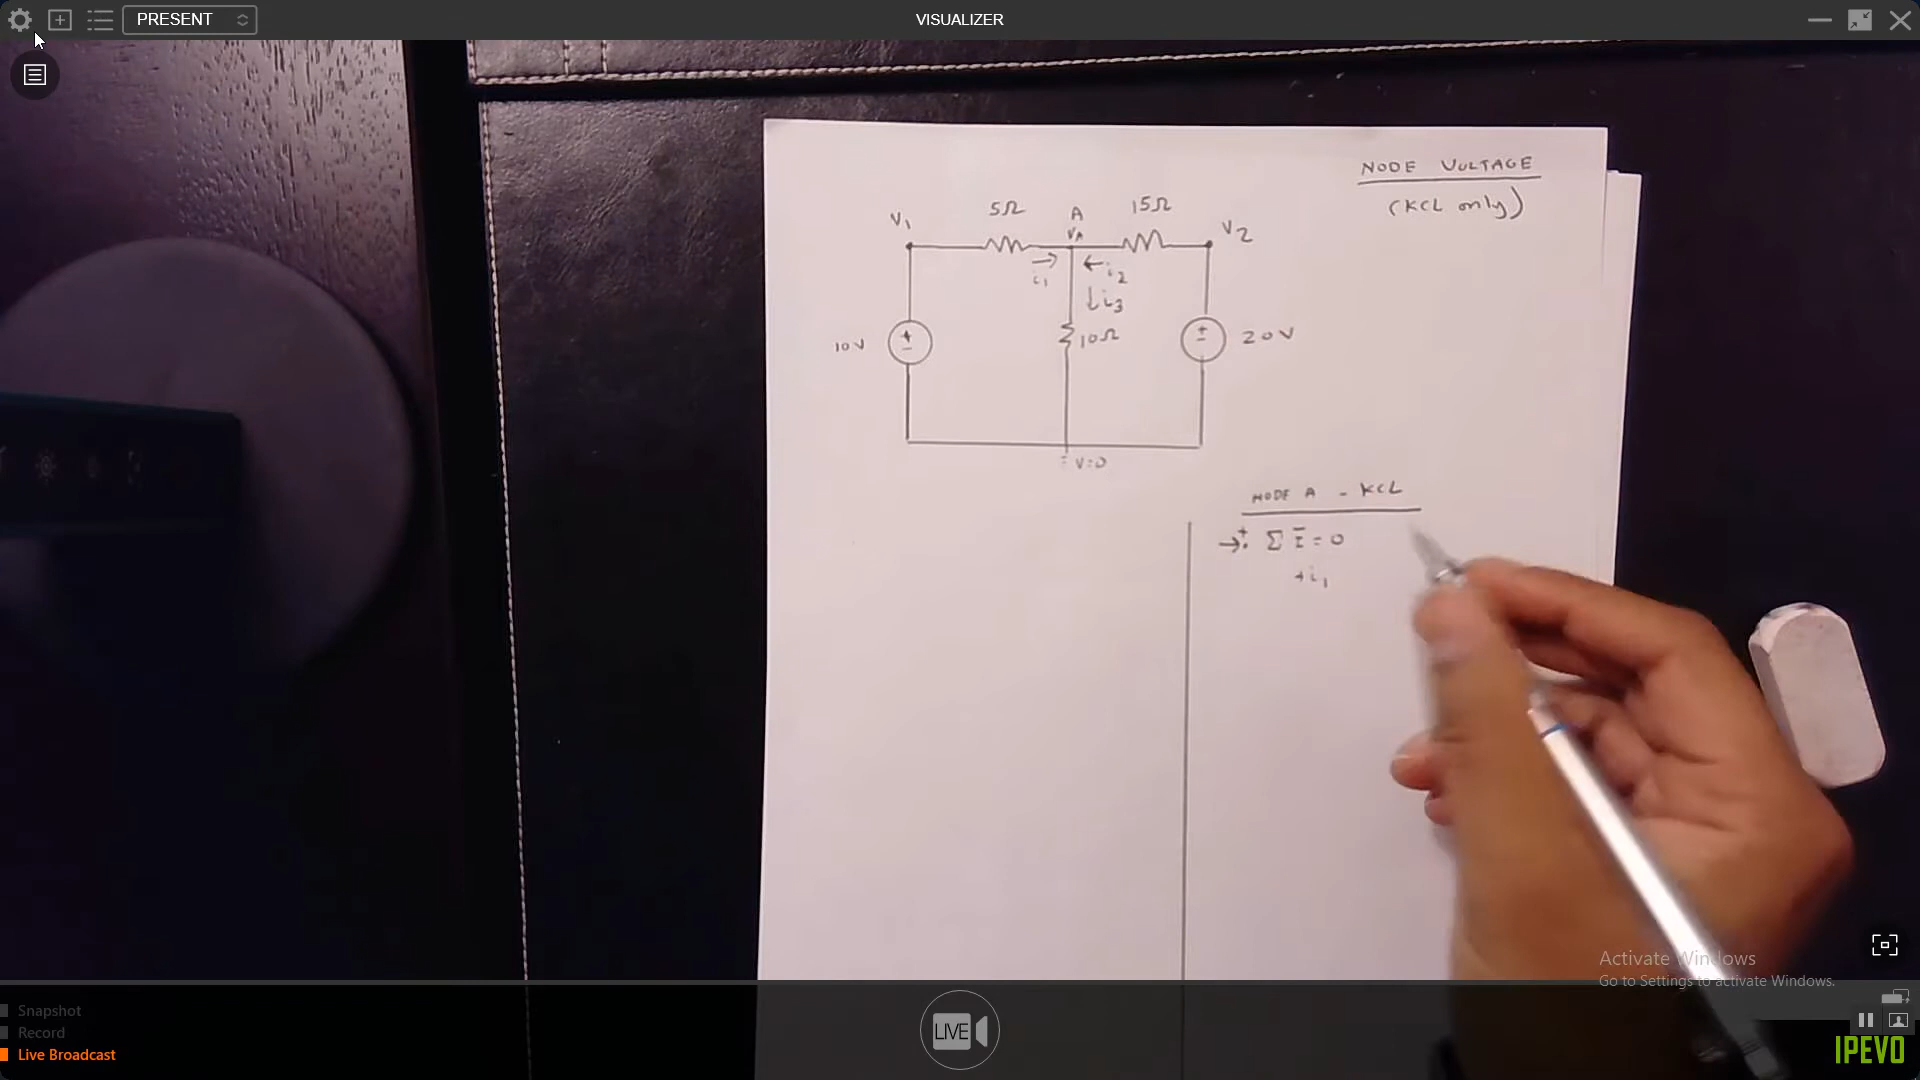 PRESENT
VISUALIZER
NODE VOLTAGE
(KCL only)
V1
5Ω
A
VA
15Ω
V2
i1
i2
i3
10V
+
-
10Ω
+
-
20V
V=0
NODE A - KCL
→+: Σ I = 0
+i1
Activate Windows
Go to Settings to activate Windows.
Snapshot
Record
Live Broadcast
LIVE
IPEVO